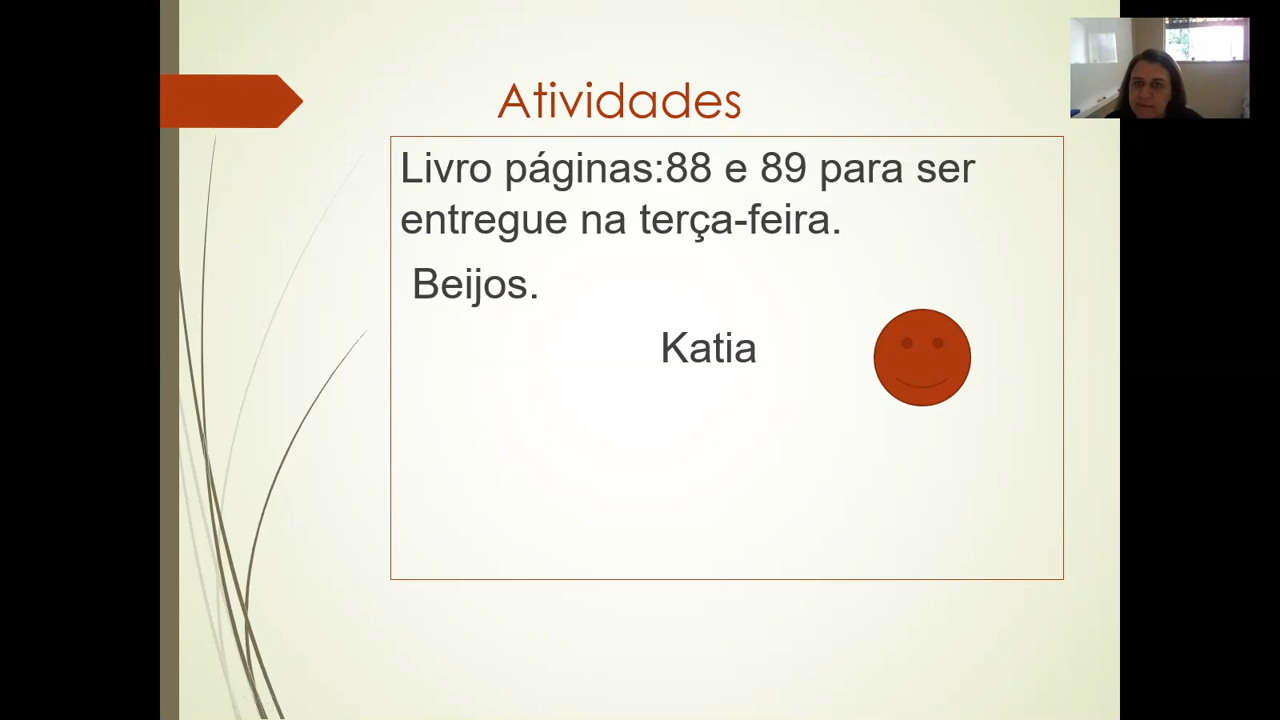 Atividades
Livro páginas:88 e 89 para ser
entregue na terça-feira.
Beijos.
Katia